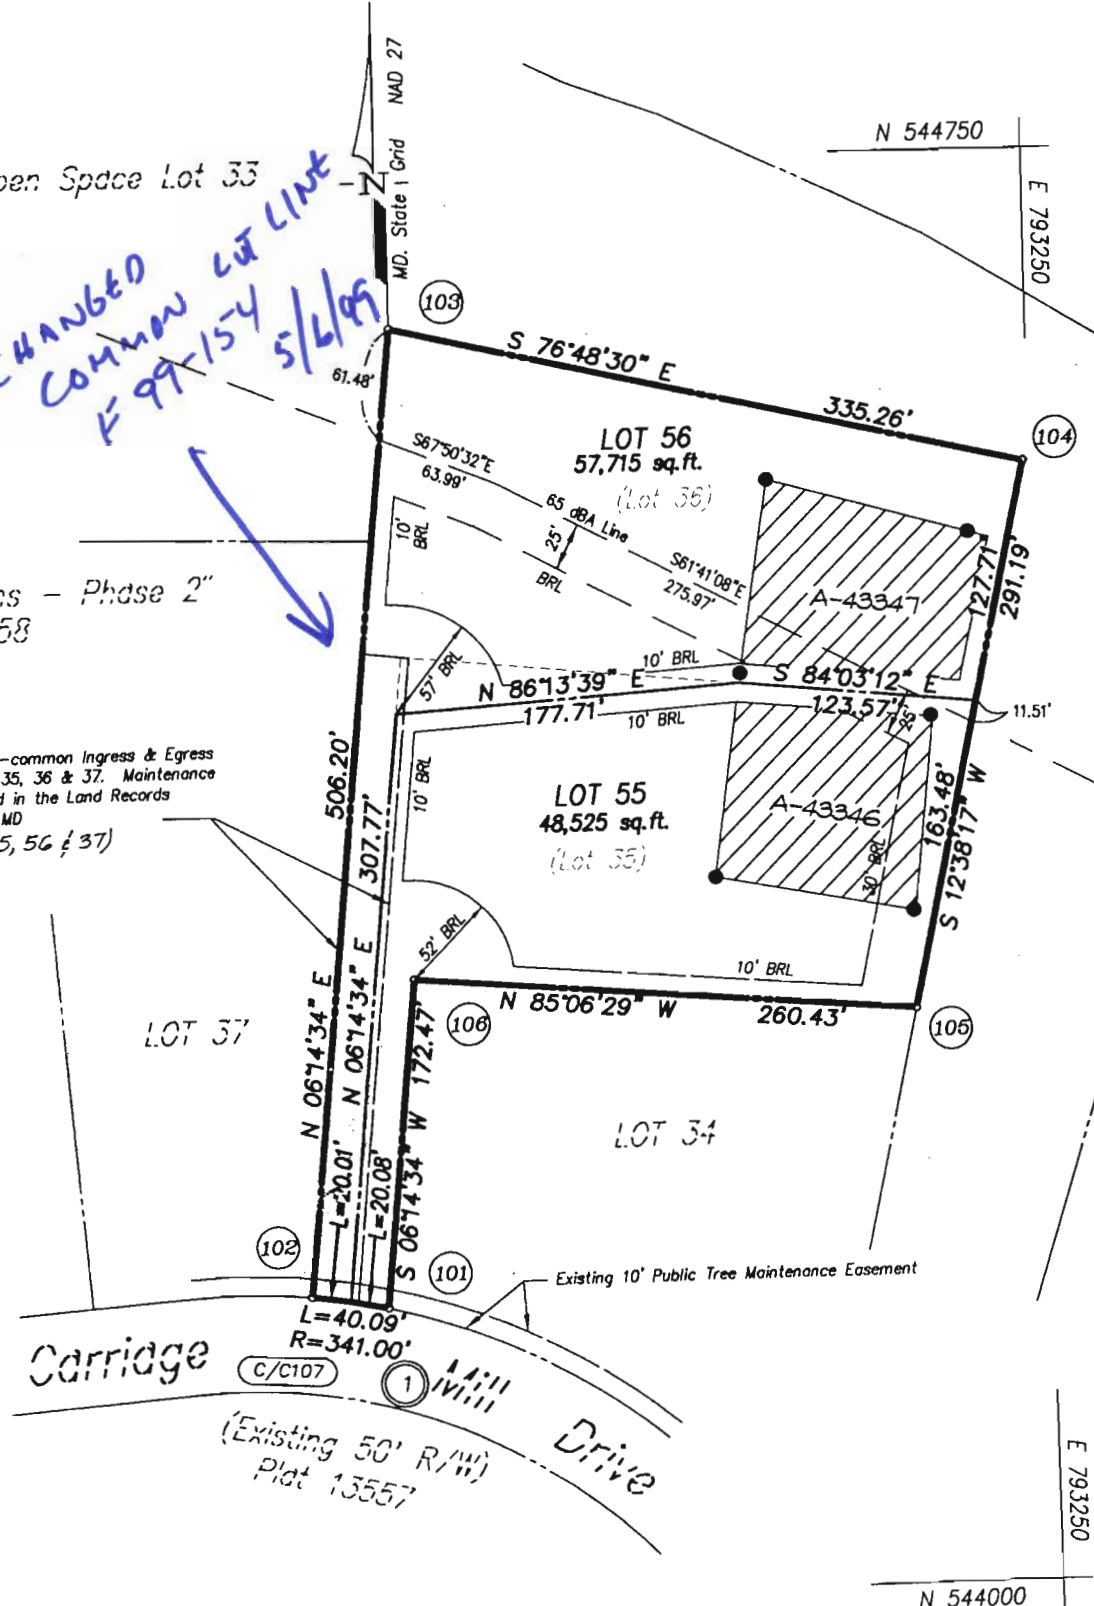 MD. State Grid NAD 27
N
N 544750
E 793250
Open Space Lot 33
CHANGED
COMMON LOT LINE
F 99-154 5/6/99
103
S 76°48'30" E
335.26'
104
61.48'
S67°50'32"E
63.99'
LOT 56
57,715 sq.ft.
(Lot 36)
65 dBA Line
25'
BRL
10' BRL
S61°41'08"E
275.97'
A-43347
127.71'
291.19'
ns - Phase 2"
58
57' BRL
10' BRL
N 86°13'39" E
177.71'
S 84°03'12" E
123.57'
25'
11.51'
10' BRL
-common Ingress & Egress
35, 36 & 37. Maintenance
d in the Land Records
MD
5, 56 & 37)
506.20'
307.77'
10' BRL
LOT 55
48,525 sq.ft.
(Lot 35)
A-43346
30' BRL
163.48'
S 12°38'17" W
52' BRL
10' BRL
N 85°06'29" W
260.43'
105
106
LOT 37
N 06°14'34" E
N 06°14'34" E
172.47'
S 06°14'34" W
LOT 34
L=20.01'
L=20.08'
102
101
Existing 10' Public Tree Maintenance Easement
L=40.09'
R=341.00'
Carriage Mill Drive
C/C107
1
(Existing 50' R/W)
Plat 13557
E 793250
N 544000